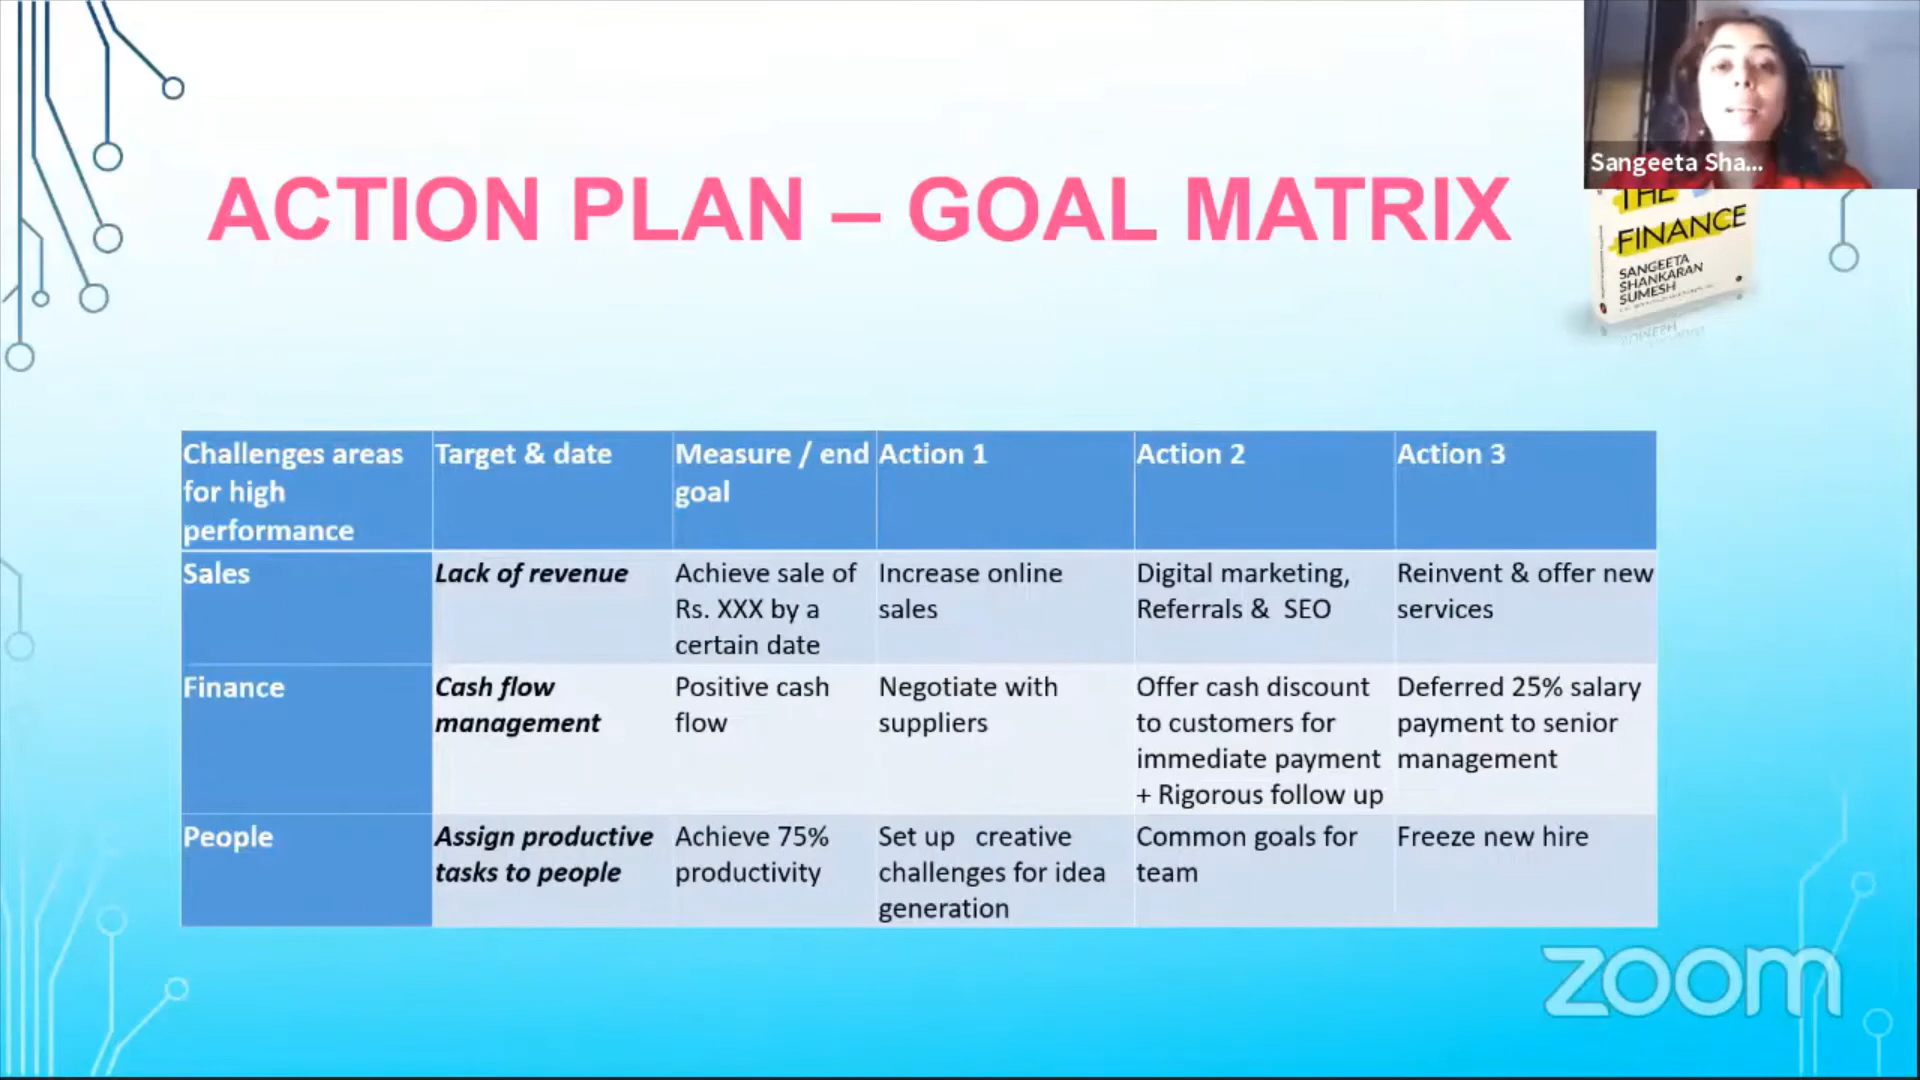 Sangeeta Sha...
ACTION PLAN – GOAL MATRIX
THE
FINANCE
SANGEETA
SHANKARAN
SUMESH
Challenges areas
for high
performance
Target & date
Measure / end
goal
Action 1
Action 2
Action 3
Sales
Lack of revenue
Achieve sale of
Rs. XXX by a
certain date
Increase online
sales
Digital marketing,
Referrals & SEO
Reinvent & offer new
services
Finance
Cash flow
management
Positive cash
flow
Negotiate with
suppliers
Offer cash discount
to customers for
immediate payment
+ Rigorous follow up
Deferred 25% salary
payment to senior
management
People
Assign productive
tasks to people
Achieve 75%
productivity
Set up creative
challenges for idea
generation
Common goals for
team
Freeze new hire
zoom